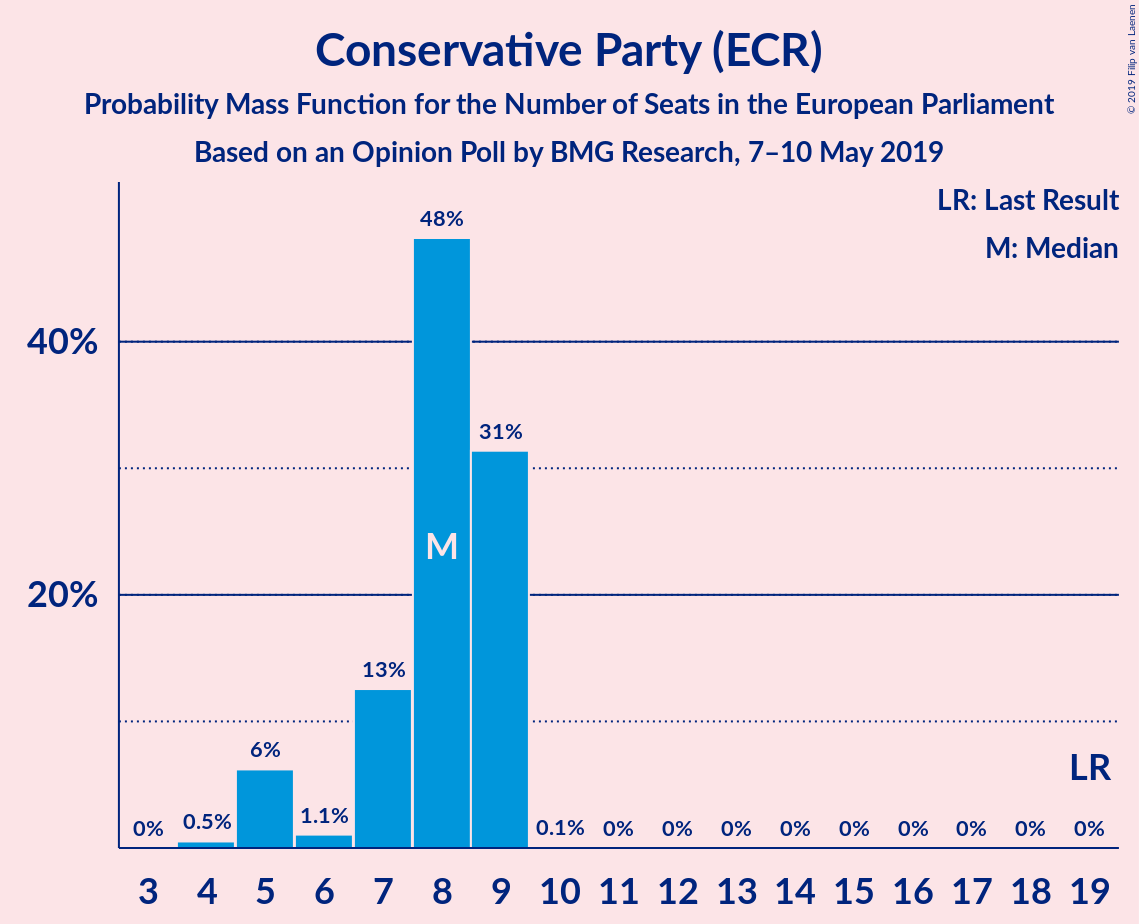 Conservative Party (ECR)
Probability Mass Function for the Number of Seats in the European Parliament
Based on an Opinion Poll by BMG Research, 7–10 May 2019
© 2019 Filip van Laenen
LR: Last Result
M: Median
40%
20%
0%
0.5%
6%
1.1%
13%
48%
31%
0.1%
0%
0%
0%
0%
0%
0%
0%
0%
0%
M
LR
3 4 5 6 7 8 9 10 11 12 13 14 15 16 17 18 19